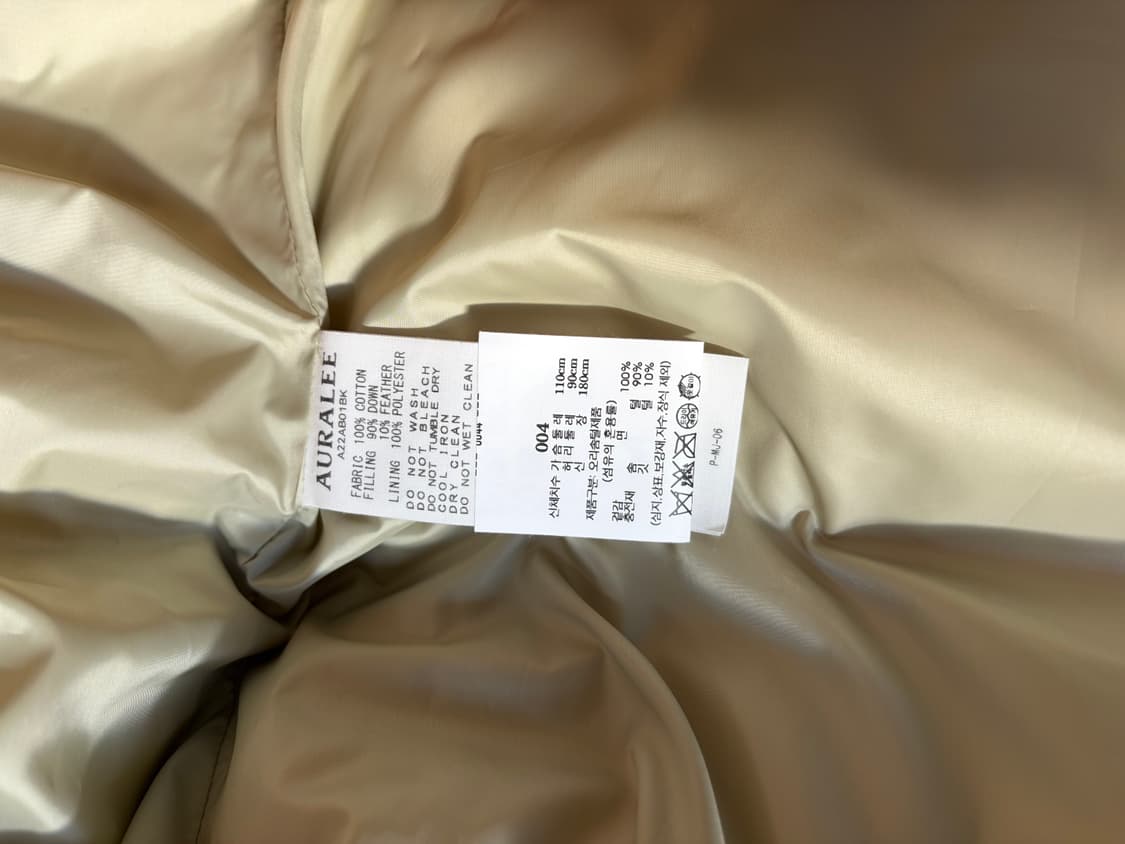 AURALEE
A22AB01BK
FABRIC 100% COTTON
FILLING 90% DOWN
10% FEATHER
LINING 100% POLYESTER
DO NOT WASH
DO NOT BLEACH
DO NOT TUMBLE DRY
COOL IRON
DRY CLEAN
DO NOT WET CLEAN
004
신체치수 가슴둘레 110cm
허리둘레 90cm
신장 180cm
제품구분: 오리솜털제품
(섬유의 혼용률)
겉감 면 100%
충전재 솜털 90%
깃털 10%
(심지,상표,보강재,자수,장식 제외)
P-MJ-06